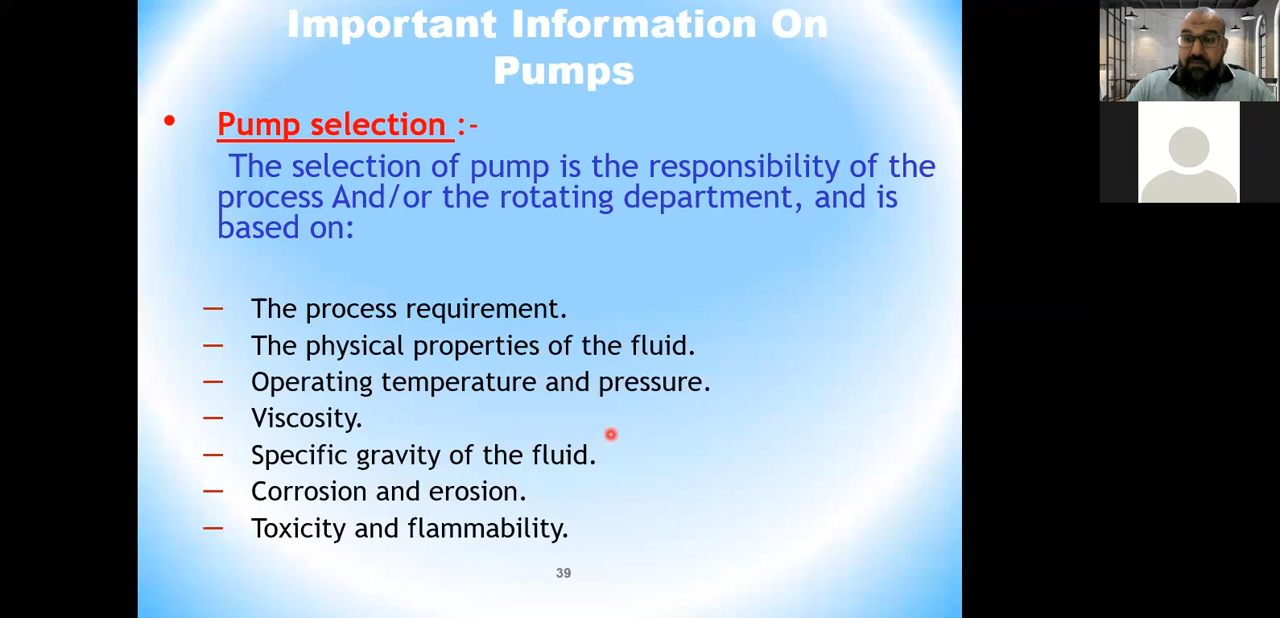 Important Information On
Pumps
• Pump selection :-
The selection of pump is the responsibility of the
process And/or the rotating department, and is
based on:
— The process requirement.
— The physical properties of the fluid.
— Operating temperature and pressure.
— Viscosity.
— Specific gravity of the fluid.
— Corrosion and erosion.
— Toxicity and flammability.
39